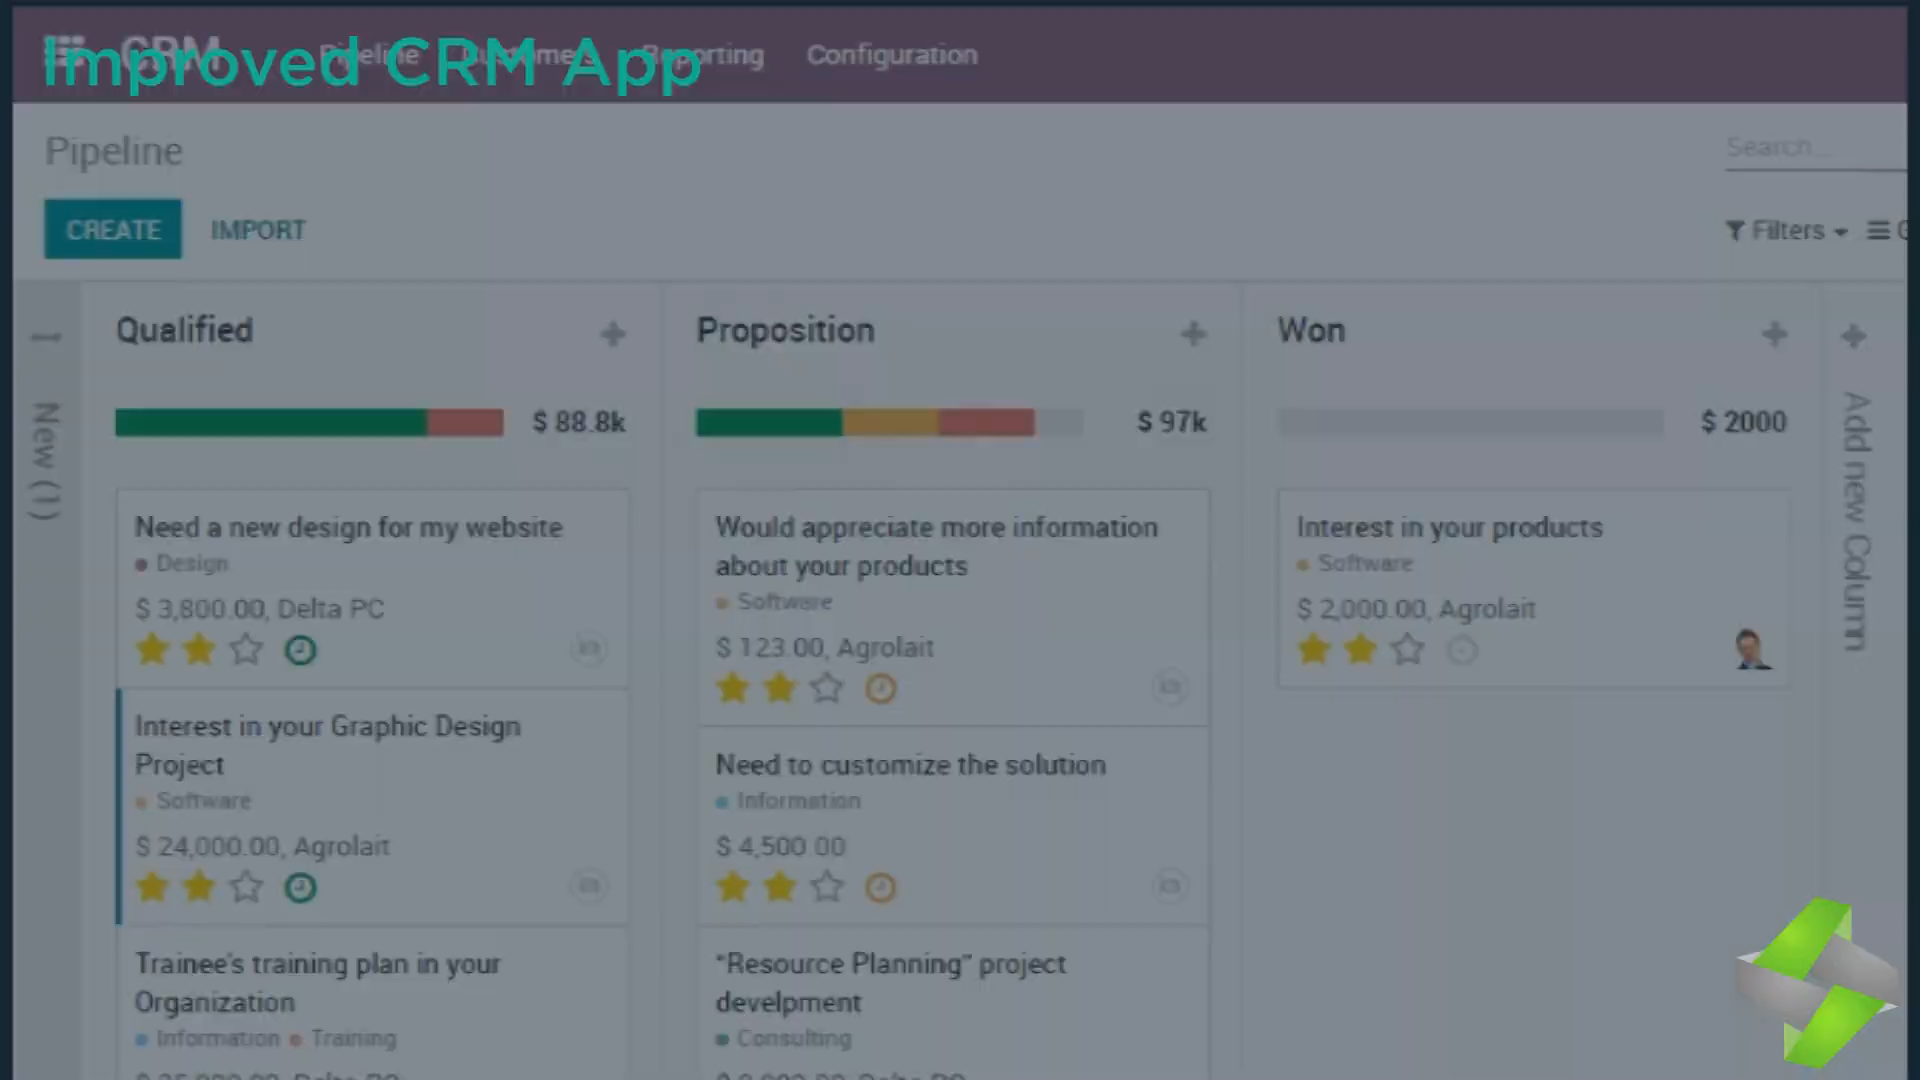 Improved CRM App
CRM Pipeline Customers Reporting Configuration
Pipeline
Search...
CREATE IMPORT
Filters
New (1)
Qualified
$ 88.8k
Need a new design for my website
Design
$ 3,800.00, Delta PC
Interest in your Graphic Design
Project
Software
$ 24,000.00, Agrolait
Trainee's training plan in your
Organization
Information Training
Proposition
$ 97k
Would appreciate more information
about your products
Software
$ 123.00, Agrolait
Need to customize the solution
Information
$ 4,500.00
“Resource Planning” project
develpment
Consulting
Won
$ 2000
Interest in your products
Software
$ 2,000.00, Agrolait
Add new Column